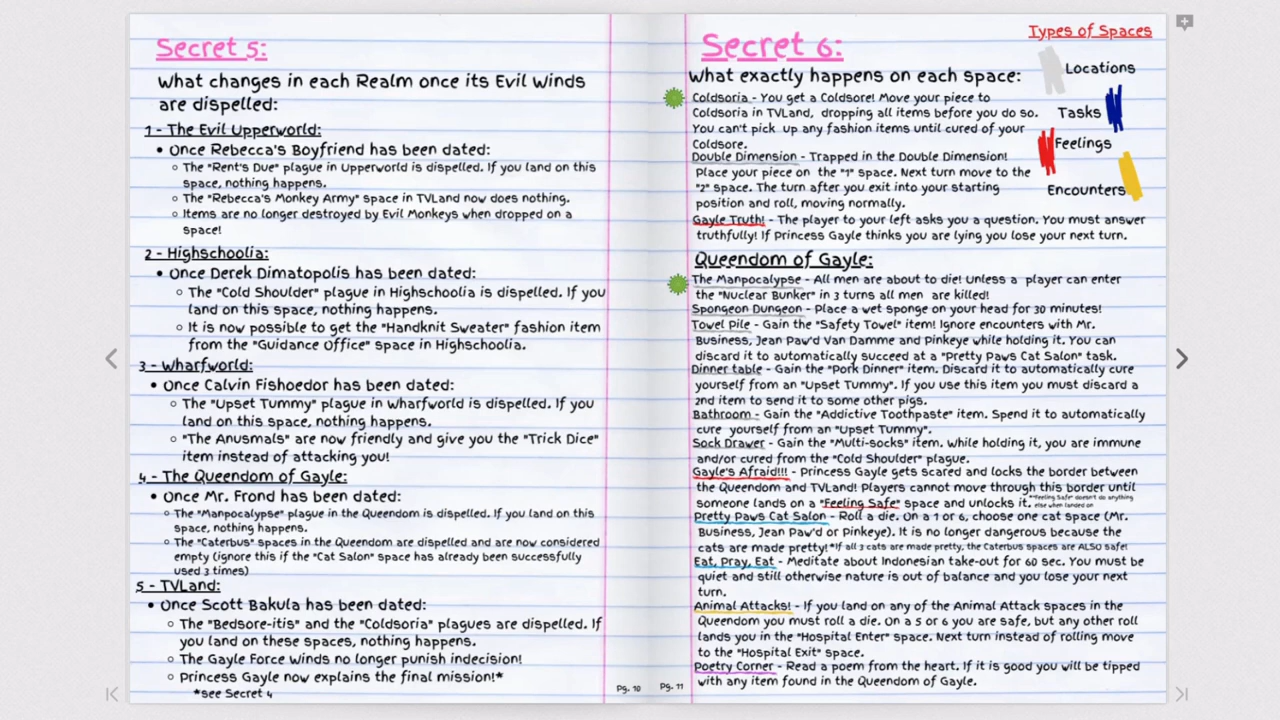 Secret 5:
What changes in each Realm once its Evil Winds
are dispelled:
1 - The Evil Upperworld:
• Once Rebecca's Boyfriend has been dated:
○ The "Rent's Due" plague in Upperworld is dispelled. If you land on this
space, nothing happens.
○ The "Rebecca's Monkey Army" space in TVLand now does nothing.
○ Items are no longer destroyed by Evil Monkeys when dropped on a
space!
2 - Highschoolia:
• Once Derek Dimatopolis has been dated:
○ The "Cold Shoulder" plague in Highschoolia is dispelled. If you
land on this space, nothing happens.
○ It is now possible to get the "Handknit Sweater" fashion item
from the "Guidance Office" space in Highschoolia.
3 - Wharfworld:
• Once Calvin Fishoedor has been dated:
○ The "Upset Tummy" plague in Wharfworld is dispelled. If you
land on this space, nothing happens.
○ "The Anusmals" are now friendly and give you the "Trick Dice"
item instead of attacking you!
4 - The Queendom of Gayle:
• Once Mr. Frond has been dated:
○ The "Manpocalypse" plague in the Queendom is dispelled. If you land on this
space, nothing happens.
○ The "Caterbus" spaces in the Queendom are dispelled and are now considered
empty (ignore this if the "Cat Salon" space has already been successfully
used 3 times)
5 - TVLand:
• Once Scott Bakula has been dated:
○ The "Bedsore-itis" and the "Coldsoria" plagues are dispelled. If
you land on these spaces, nothing happens.
○ The Gayle Force Winds no longer punish indecision!
○ Princess Gayle now explains the final mission!*
*see Secret 4
Pg. 10
Secret 6:
What exactly happens on each space:
Types of Spaces
Locations
Tasks
Feelings
Encounters
Coldsoria - You get a Coldsore! Move your piece to
Coldsoria in TVLand, dropping all items before you do so.
You can't pick up any fashion items until cured of your
Coldsore.
Double Dimension - Trapped in the Double Dimension!
Place your piece on the "1" space. Next turn move to the
"2" space. The turn after you exit into your starting
position and roll, moving normally.
Gayle Truth! - The player to your left asks you a question. You must answer
truthfully! If Princess Gayle thinks you are lying you lose your next turn.
Queendom of Gayle:
The Manpocalypse - All men are about to die! Unless a player can enter
the "Nuclear Bunker" in 3 turns all men are killed!
Spongeon Dungeon - Place a wet sponge on your head for 30 minutes!
Towel Pile - Gain the "Safety Towel" item! Ignore encounters with Mr.
Business, Jean Paw'd Van Damme and Pinkeye while holding it. You can
discard it to automatically succeed at a "Pretty Paws Cat Salon" task.
Dinner table - Gain the "Pork Dinner" item. Discard it to automatically cure
yourself from an "Upset Tummy". If you use this item you must discard a
2nd item to send it to some other pigs.
Bathroom - Gain the "Addictive Toothpaste" item. Spend it to automatically
cure yourself from an "Upset Tummy".
Sock Drawer - Gain the "Multi-socks" item. While holding it, you are immune
and/or cured from the "Cold Shoulder" plague.
Gayle's Afraid!!! - Princess Gayle gets scared and locks the border between
the Queendom and TVLand! Players cannot move through this border until
someone lands on a "Feeling Safe" space and unlocks it. *"Feeling Safe" doesn't do anything
else when landed on
Pretty Paws Cat Salon - Roll a die. On a 1 or 6, choose one cat space (Mr.
Business, Jean Paw'd or Pinkeye). It is no longer dangerous because the
cats are made pretty! *If all 3 cats are made pretty, the Caterbus spaces are ALSO safe!
Eat, Pray, Eat - Meditate about Indonesian take-out for 60 sec. You must be
quiet and still otherwise nature is out of balance and you lose your next
turn.
Animal Attacks! - If you land on any of the Animal Attack spaces in the
Queendom you must roll a die. On a 5 or 6 you are safe, but any other roll
lands you in the "Hospital Enter" space. Next turn instead of rolling move
to the "Hospital Exit" space.
Poetry Corner - Read a poem from the heart. If it is good you will be tipped
with any item found in the Queendom of Gayle.
Pg. 11